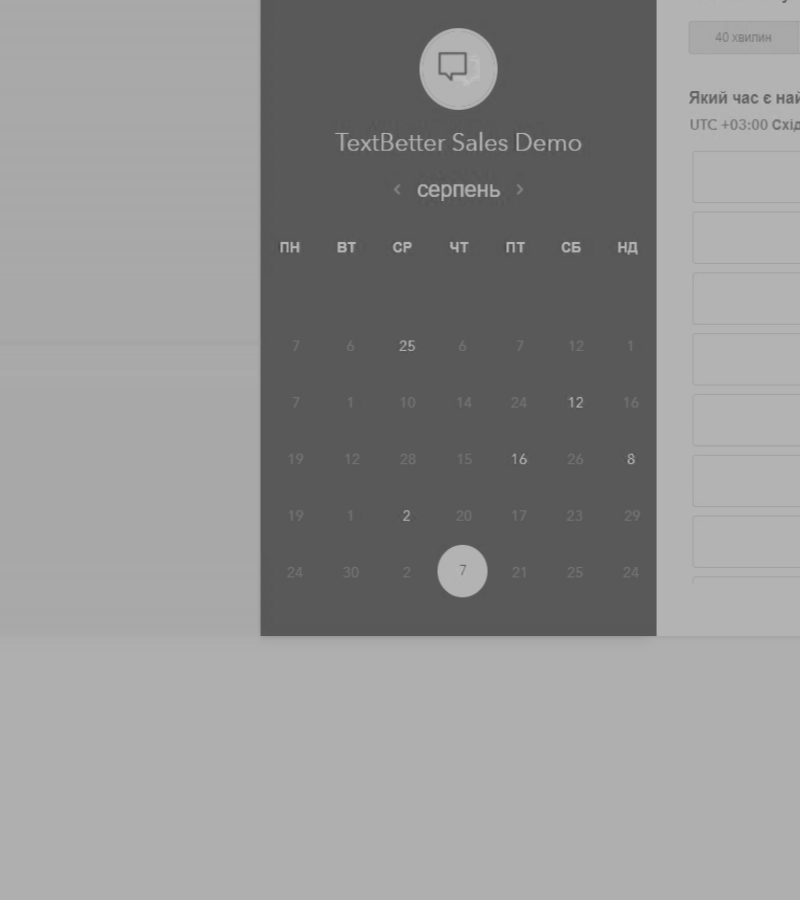 40 хвилин
TextBetter Sales Demo
< серпень >
ПН ВТ СР ЧТ ПТ СБ НД
7 6 25 6 7 12 1
7 1 10 14 24 12 16
19 12 28 15 16 26 8
19 1 2 20 17 23 29
24 30 2 7 21 25 24
Який час є най
UTC +03:00 Схід